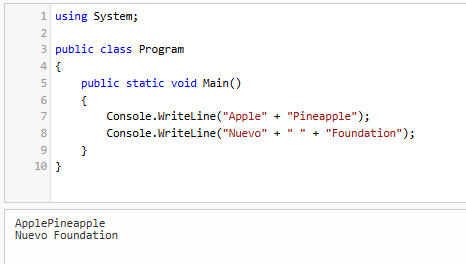 1 using System;
2
3 public class Program
4 {
5     public static void Main()
6     {
7         Console.WriteLine("Apple" + "Pineapple");
8         Console.WriteLine("Nuevo" + " " + "Foundation");
9     }
10 }
ApplePineapple
Nuevo Foundation